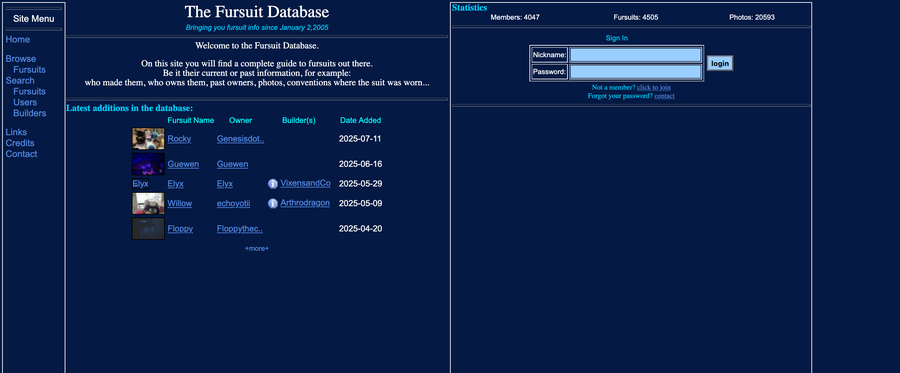 Site Menu
Home
Browse
Fursuits
Search
Fursuits
Users
Builders
Links
Credits
Contact
The Fursuit Database
Bringing you fursuit info since January 2,2005
Welcome to the Fursuit Database.
On this site you will find a complete guide to fursuits out there.
Be it their current or past information, for example:
who made them, who owns them, past owners, photos, conventions where the suit was worn...
Latest additions in the database:
Fursuit Name Owner Builder(s) Date Added
Rocky Genesisdot.. 2025-07-11
Guewen Guewen 2025-06-16
Elyx Elyx Elyx VixensandCo 2025-05-29
Willow echoyotii Arthrodragon 2025-05-09
Floppy Floppythec.. 2025-04-20
+more+
Statistics
Members: 4047 Fursuits: 4505 Photos: 20593
Sign In
Nickname:
Password:
login
Not a member? click to join
Forgot your password? contact